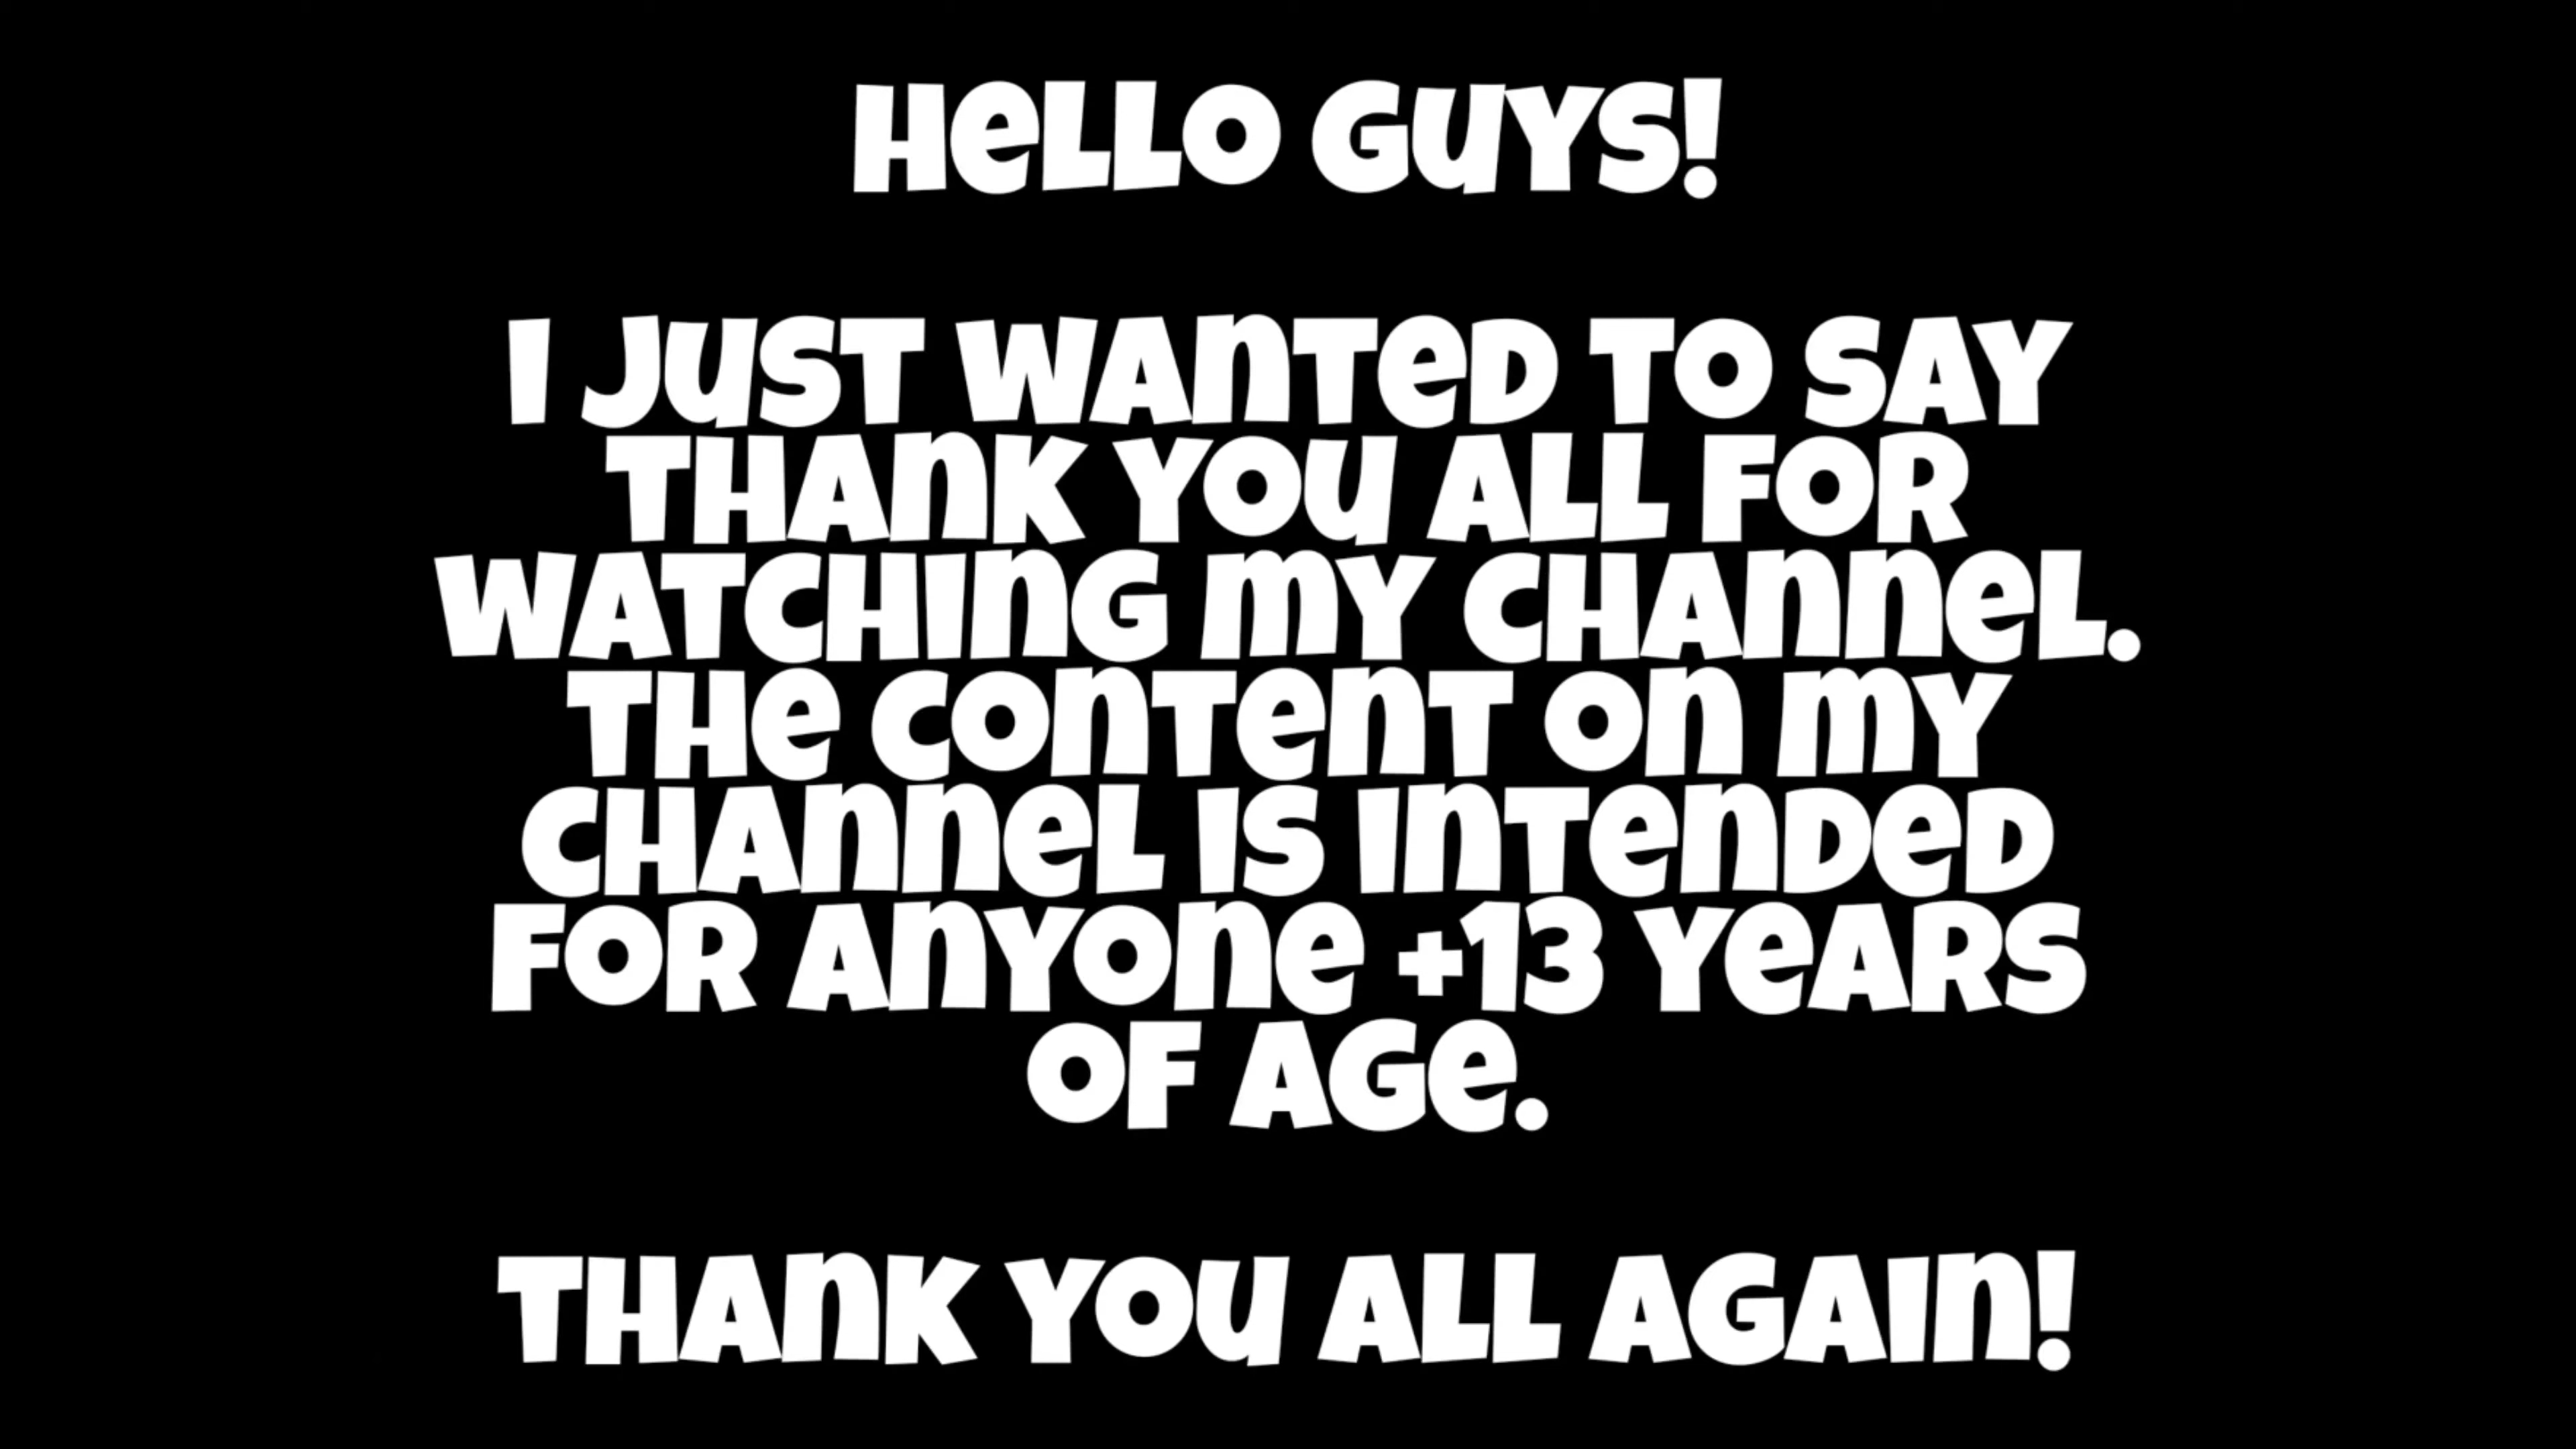 Hello Guys!
I just wanted to say
thank you all for
watching my channel.
The content on my
channel is intended
for anyone +13 years
of age.
Thank you all again!